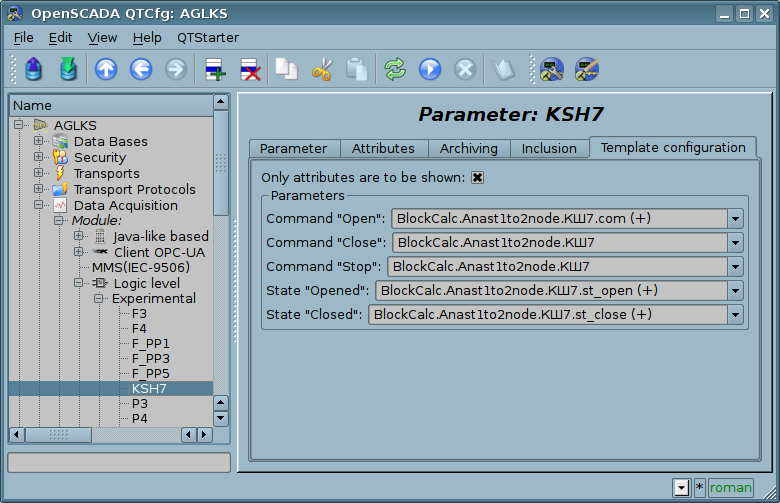 OpenSCADA QTCfg: AGLKS
File Edit View Help QTStarter
Name
AGLKS
Data Bases
Security
Transports
Transport Protocols
Data Acquisition
Module:
Java-like based
Client OPC-UA
MMS(IEC-9506)
Logic level
Experimental
F3
F4
F_PP1
F_PP3
F_PP5
KSH7
P3
P4
Parameter: KSH7
Parameter Attributes Archiving Inclusion Template configuration
Only attributes are to be shown:
Parameters
Command "Open": BlockCalc.Anast1to2node.КШ7.com (+)
Command "Close": BlockCalc.Anast1to2node.КШ7
Command "Stop": BlockCalc.Anast1to2node.КШ7
State "Opened": BlockCalc.Anast1to2node.КШ7.st_open (+)
State "Closed": BlockCalc.Anast1to2node.КШ7.st_close (+)
* roman